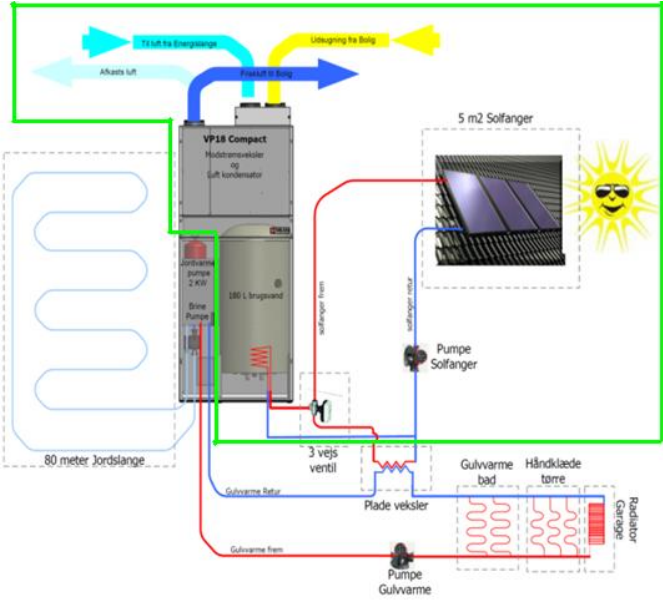 Til luft fra Energislange
Udsugning fra Bolig
Afkasts luft
Friskluft til Bolig
VP18 Compact
Modstrømsveksler
og
Luft kondensator
5 m2 Solfanger
Jordvarme
pumpe
2 KW
180 L brugsvand
Brine
Pumpe
solfanger frem
solfanger retur
Pumpe
Solfanger
80 meter Jordslange
3 vejs
ventil
Gulvvarme
bad
Håndklæde
tørre
Radiator
Garage
Gulvvarme Retur
Plade veksler
Gulvvarme frem
Pumpe
Gulvvarme